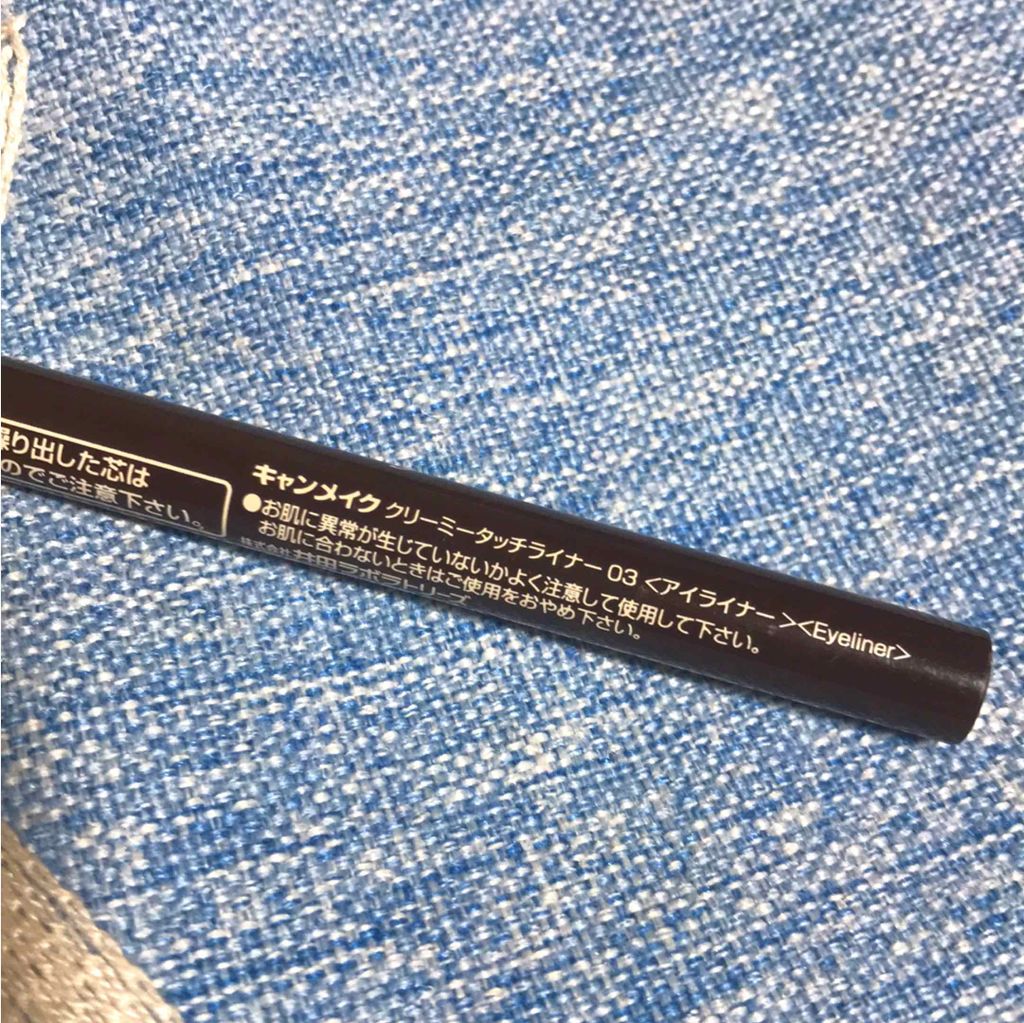 繰り出した芯は
のでご注意下さい。
キャンメイク クリーミータッチライナー 03 <アイライナー><Eyeliner>
●お肌に異常が生じていないかよく注意して使用して下さい。
お肌に合わないときはご使用をおやめ下さい。
株式会社 井田ラボラトリーズ